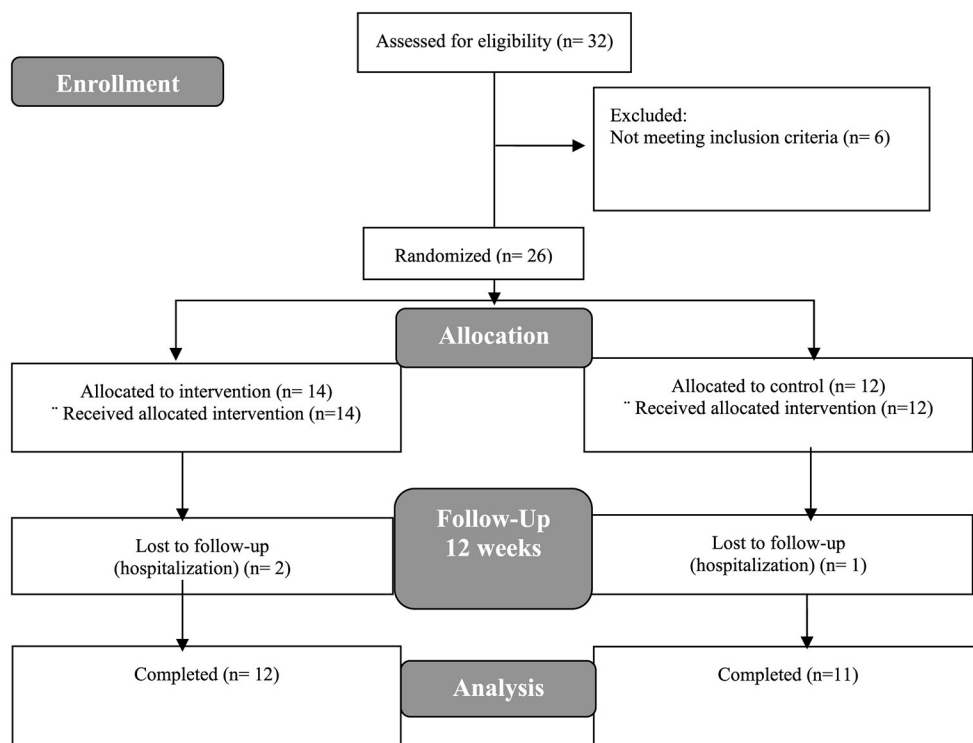 Assessed for eligibility (n= 32)
Enrollment
Excluded:
Not meeting inclusion criteria (n= 6)
Randomized (n= 26)
Allocation
Allocated to intervention (n= 14)
¨ Received allocated intervention (n=14)
Allocated to control (n= 12)
¨ Received allocated intervention (n=12)
Follow-Up
12 weeks
Lost to follow-up
(hospitalization) (n= 2)
Lost to follow-up
(hospitalization) (n= 1)
Completed (n= 12)
Analysis
Completed (n=11)